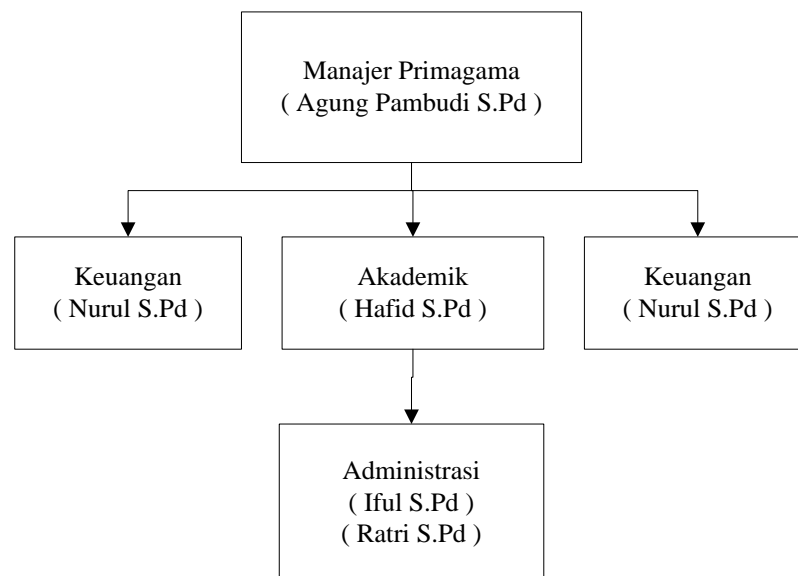 Manajer Primagama
( Agung Pambudi S.Pd )
Keuangan
( Nurul S.Pd )
Akademik
( Hafid S.Pd )
Keuangan
( Nurul S.Pd )
Administrasi
( Iful S.Pd )
( Ratri S.Pd )